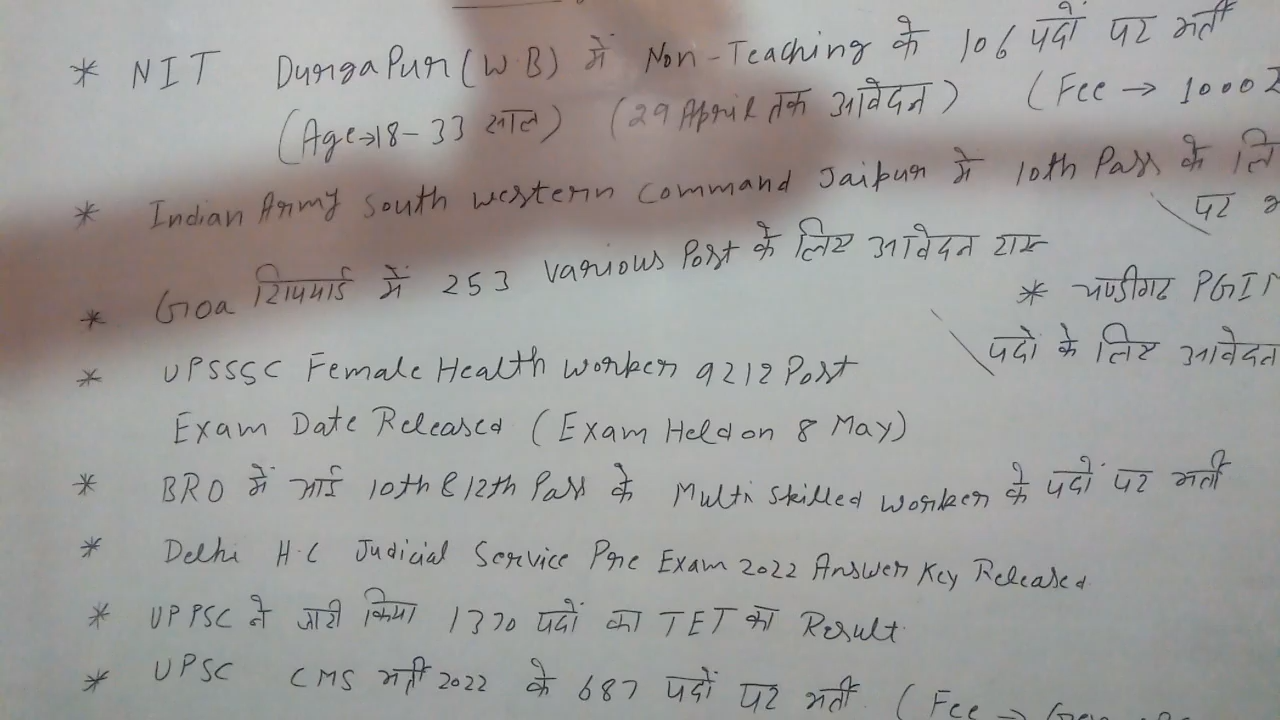 * NIT DurgaPur (W.B) में Non-Teaching के 106 पदों पर भर्ती
(Age→18-33 साल) (29 April तक आवेदन) (Fee → 1000
* Indian Army South Western Command Jaipur में 10th Pass के लि
पर
* Goa शिपयार्ड में 253 various Post के लिए आवेदन
* चण्डीगढ PGI
पदों के लिए आवेदन
* UPSSSC Female Health Worker 9212 Post
Exam Date Released (Exam Held on 8 May)
* BRO में आई 10th & 12th Pass के Multi Skilled Worker के पदों पर भर्ती
* Delhi H.C Judicial Service Pre Exam 2022 Answer Key Released
* UPPSC ने जारी किया 1370 पदों का TET का Result
* UPSC CMS भर्ती 2022 के 687 पदों पर भर्ती (Fee →